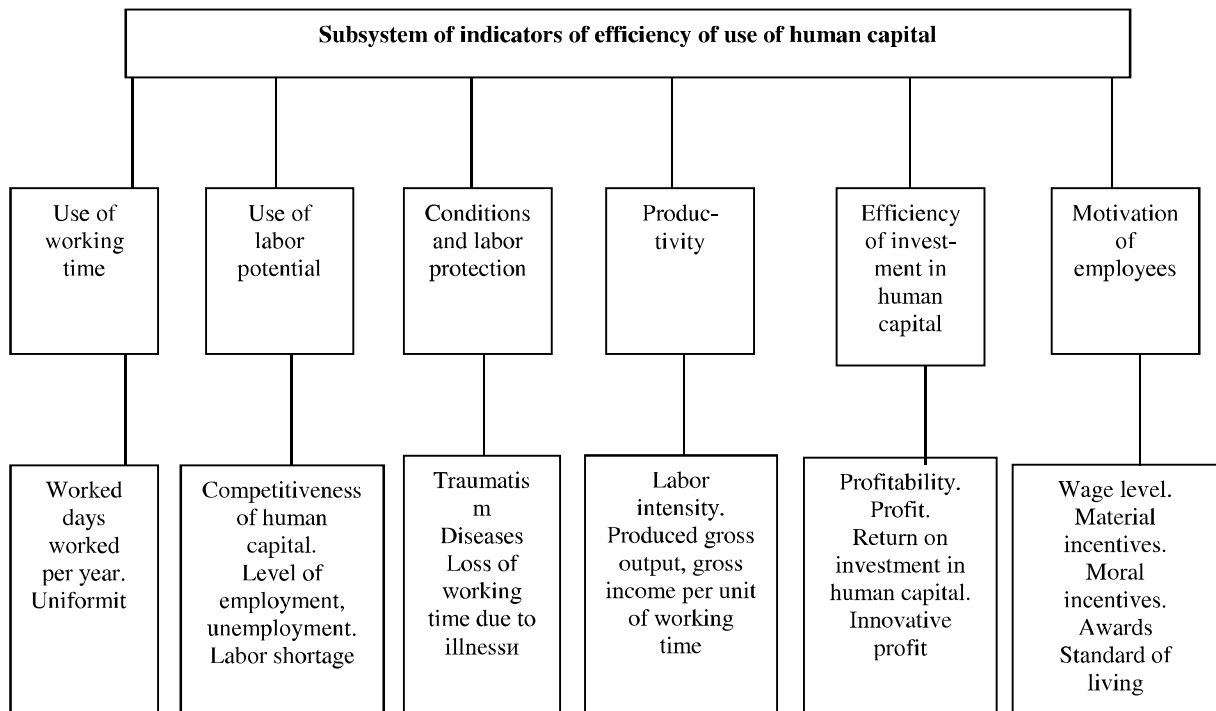 Subsystem of indicators of efficiency of use of human capital
Use of
working
time
Use of
labor
potential
Conditions
and labor
protection
Produc-
tivity
Efficiency
of invest-
ment in
human
capital
Motivation
of
employees
Worked
days
worked
per year.
Uniformit
Competitiveness
of human
capital.
Level of
employment,
unemployment.
Labor shortage
Traumatis
m
Diseases
Loss of
working
time due to
illnessи
Labor
intensity.
Produced gross
output, gross
income per unit
of working
time
Profitability.
Profit.
Return on
investment in
human capital.
Innovative
profit
Wage level.
Material
incentives.
Moral
incentives.
Awards
Standard of
living